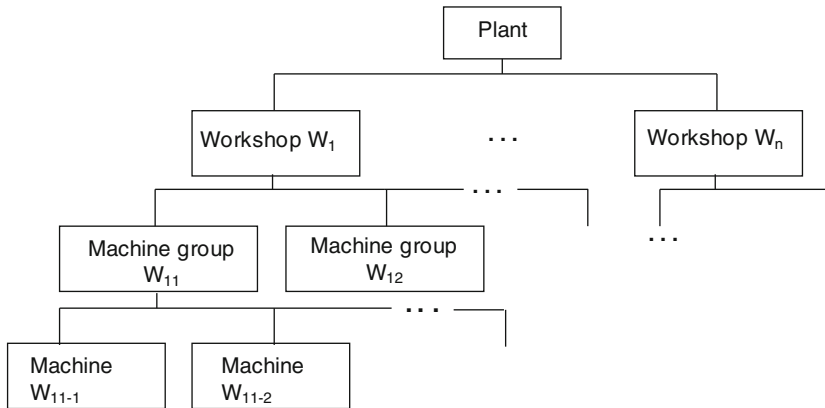 Plant
Workshop W₁
...
Workshop Wₙ
...
Machine group
W₁₁
Machine group
W₁₂
...
...
Machine
W₁₁₋₁
Machine
W₁₁₋₂